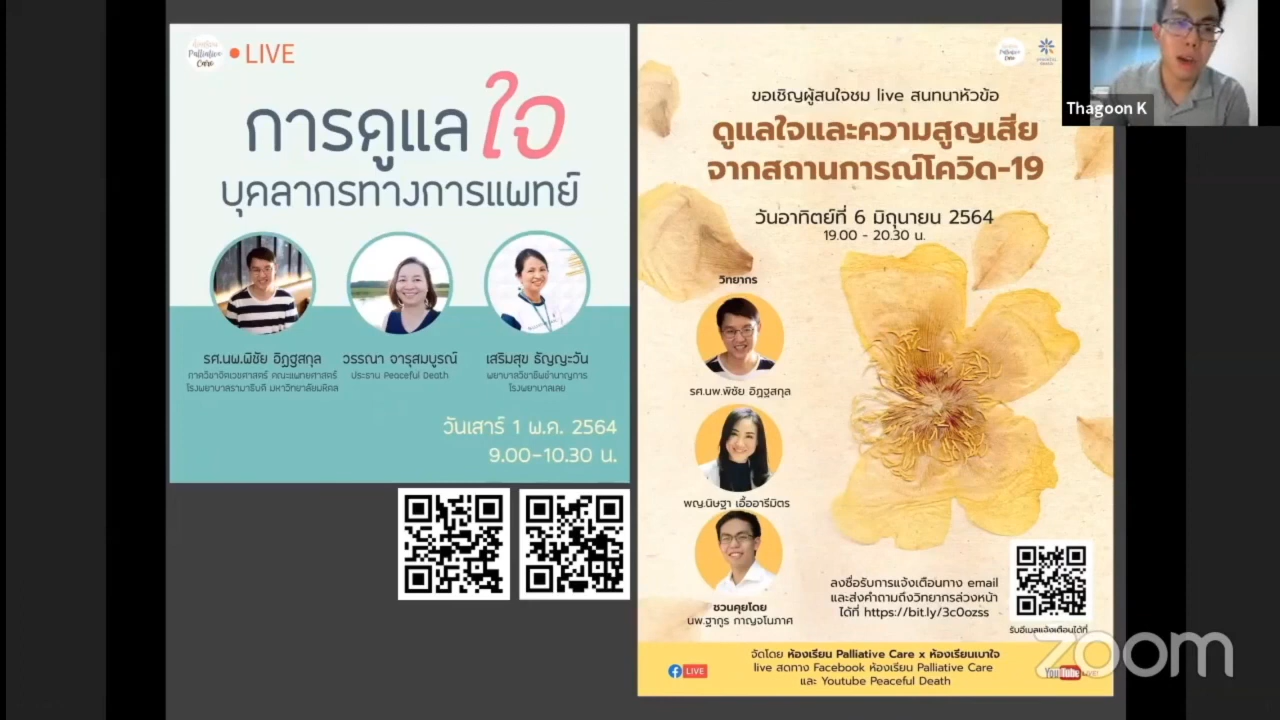 Palliative
Care
LIVE
การดูแลใจ
บุคลากรทางการแพทย์
รศ.นพ.พิชัย อิฏฐสกุล
ภาควิชาจิตเวชศาสตร์ คณะแพทยศาสตร์
โรงพยาบาลรามาธิบดี มหาวิทยาลัยมหิดล
วรรณา จารุสมบูรณ์
ประธาน Peaceful Death
เสริมสุข ธัญญะวัน
พยาบาลวิชาชีพชำนาญการ
โรงพยาบาลเลย
วันเสาร์ 1 พ.ค. 2564
9.00-10.30 น.
Palliative
Care
ขอเชิญผู้สนใจชม live สนทนาหัวข้อ
ดูแลใจและความสูญเสีย
จากสถานการณ์โควิด-19
วันอาทิตย์ที่ 6 มิถุนายน 2564
19.00 - 20.30 น.
วิทยากร
รศ.นพ.พิชัย อิฏฐสกุล
พญ.นิษฐา เอื้ออารีมิตร
ชวนคุยโดย
นพ.ฐากูร กาญจโนภาศ
ลงชื่อรับการแจ้งเตือนทาง email
และส่งคำถามถึงวิทยากรล่วงหน้า
ได้ที่ https://bit.ly/3c0ozss
รับอีเมลแจ้งเตือนได้ที่
จัดโดย ห้องเรียน Palliative Care x ห้องเรียนเบาใจ
live สดทาง Facebook ห้องเรียน Palliative Care
และ Youtube Peaceful Death
LIVE
YouTube
Thagoon K
zoom